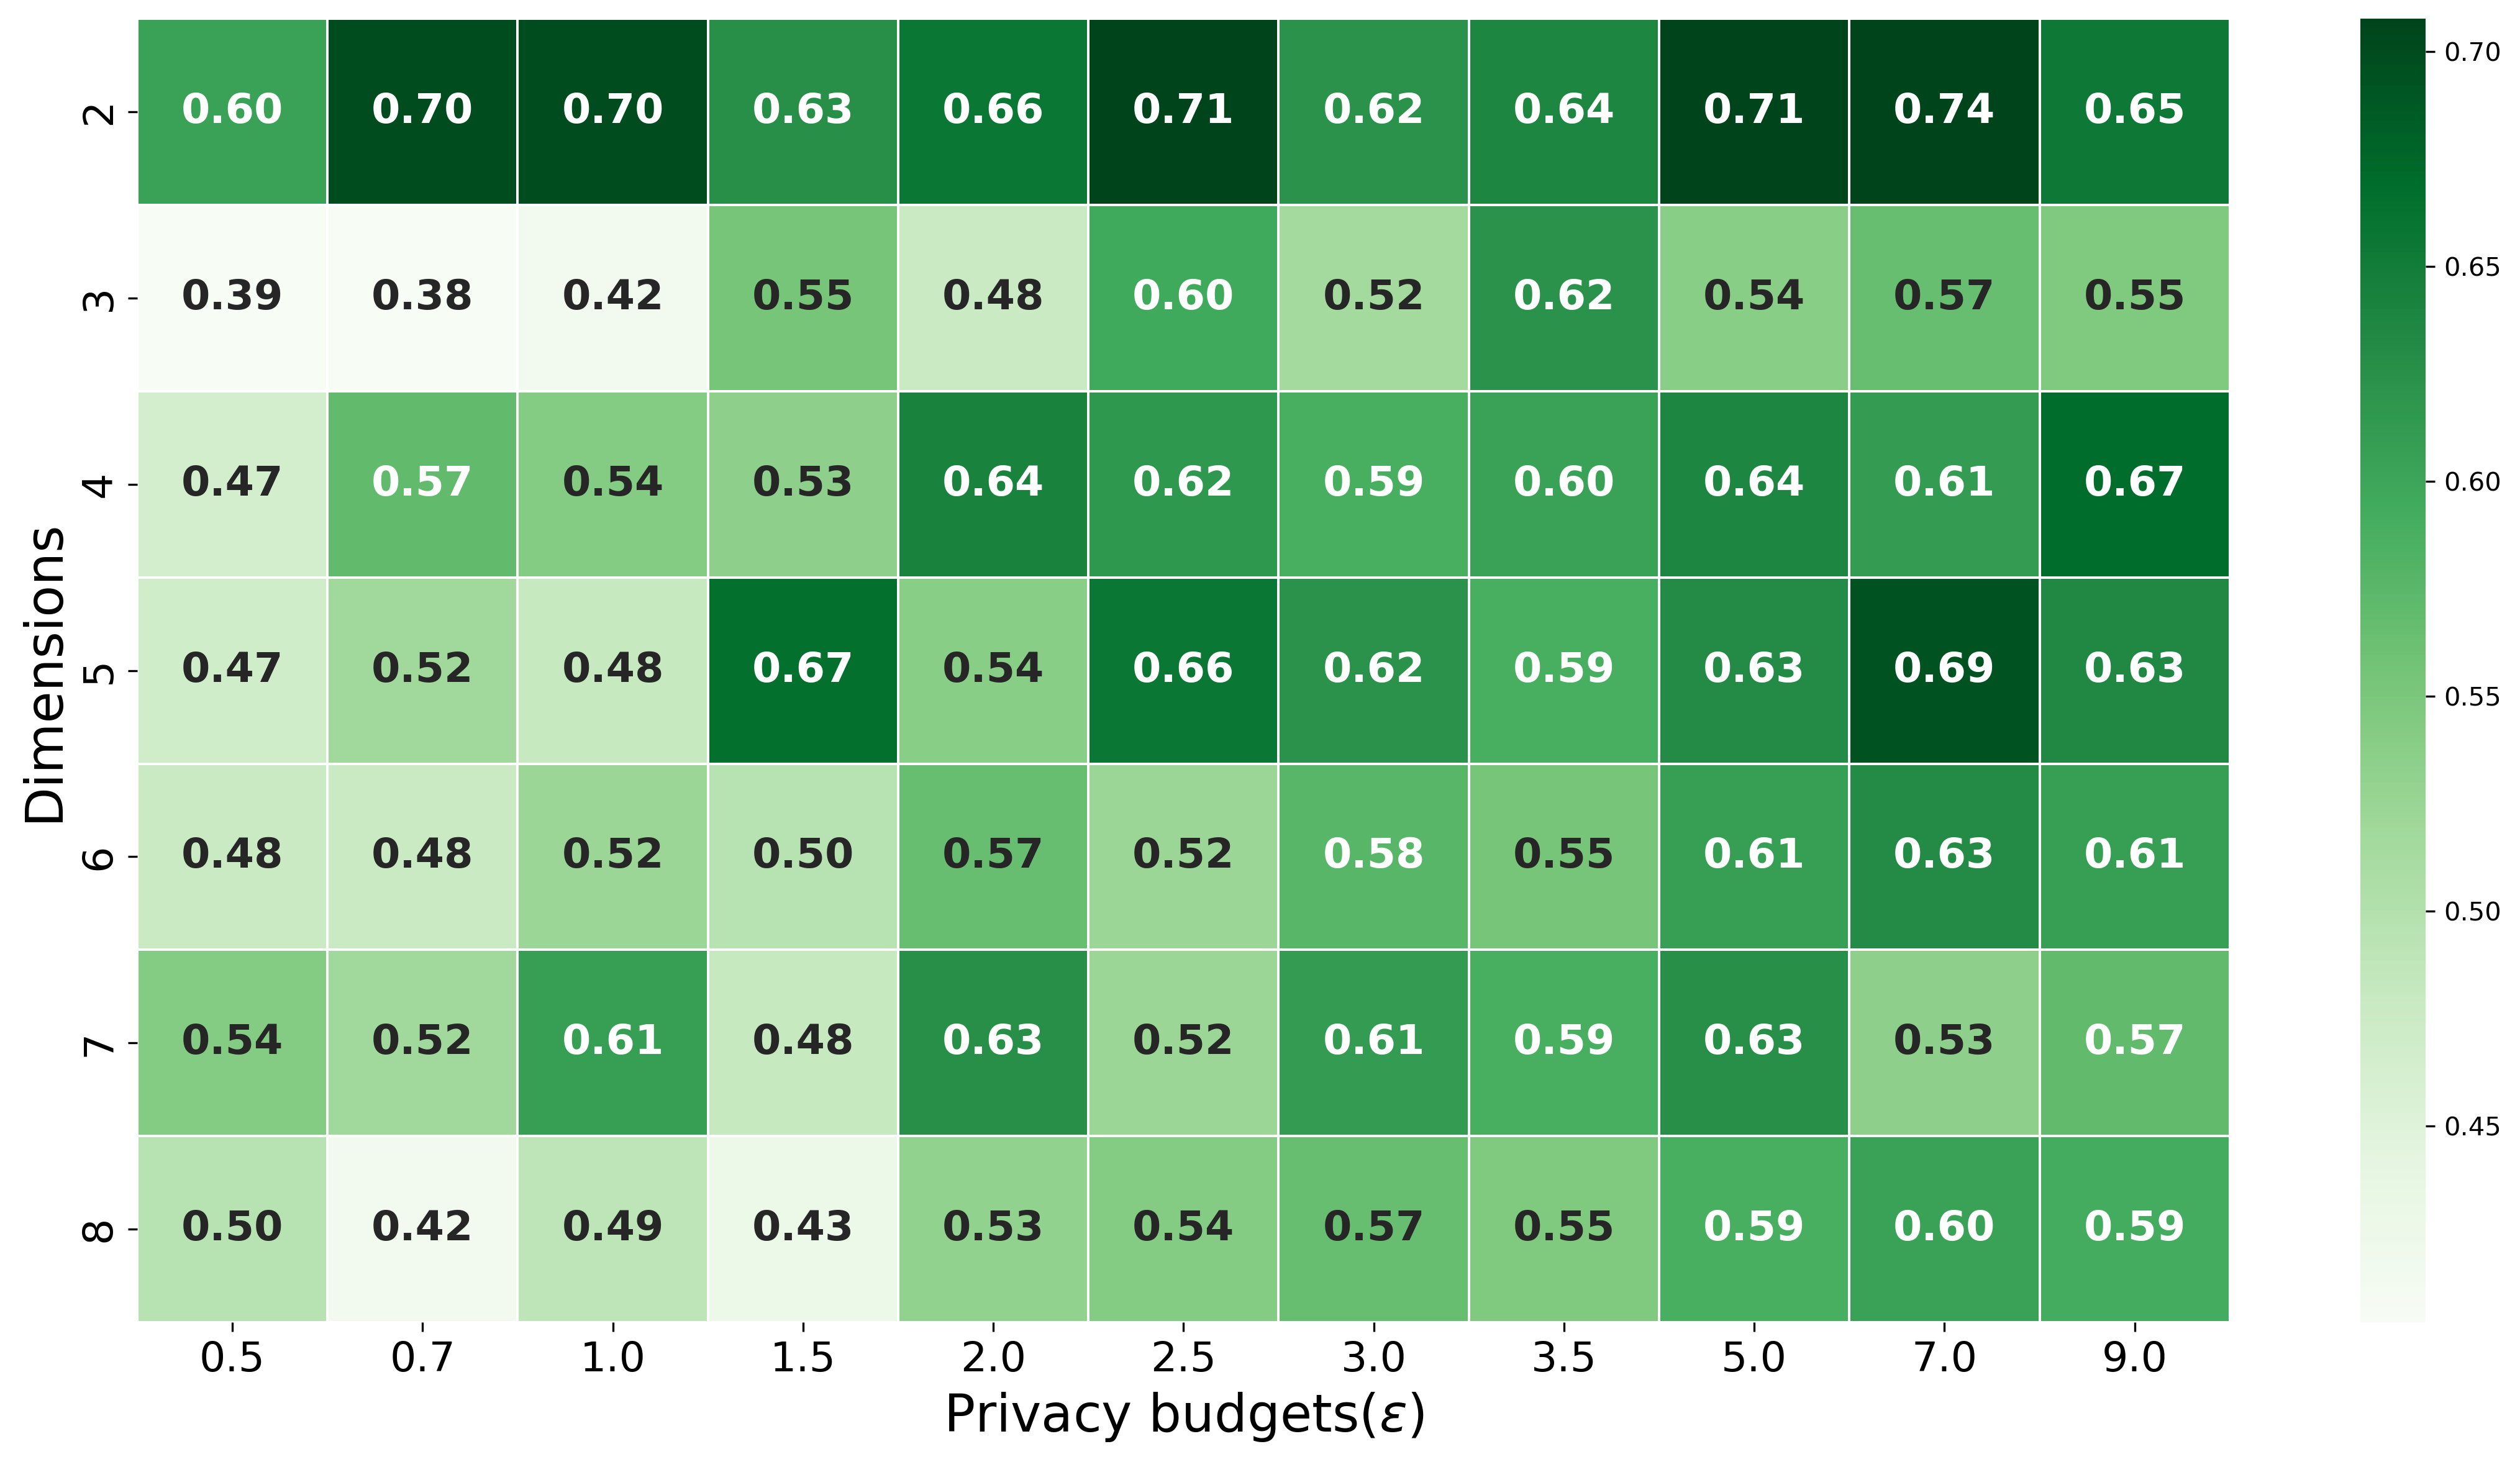 2 0.60 0.70 0.70 0.63 0.66 0.71 0.62 0.64 0.71 0.74 0.65
3 0.39 0.38 0.42 0.55 0.48 0.60 0.52 0.62 0.54 0.57 0.55
4 0.47 0.57 0.54 0.53 0.64 0.62 0.59 0.60 0.64 0.61 0.67
5 0.47 0.52 0.48 0.67 0.54 0.66 0.62 0.59 0.63 0.69 0.63
6 0.48 0.48 0.52 0.50 0.57 0.52 0.58 0.55 0.61 0.63 0.61
7 0.54 0.52 0.61 0.48 0.63 0.52 0.61 0.59 0.63 0.53 0.57
8 0.50 0.42 0.49 0.43 0.53 0.54 0.57 0.55 0.59 0.60 0.59
0.5 0.7 1.0 1.5 2.0 2.5 3.0 3.5 5.0 7.0 9.0
Privacy budgets(ε)
Dimensions
0.70
0.65
0.60
0.55
0.50
0.45